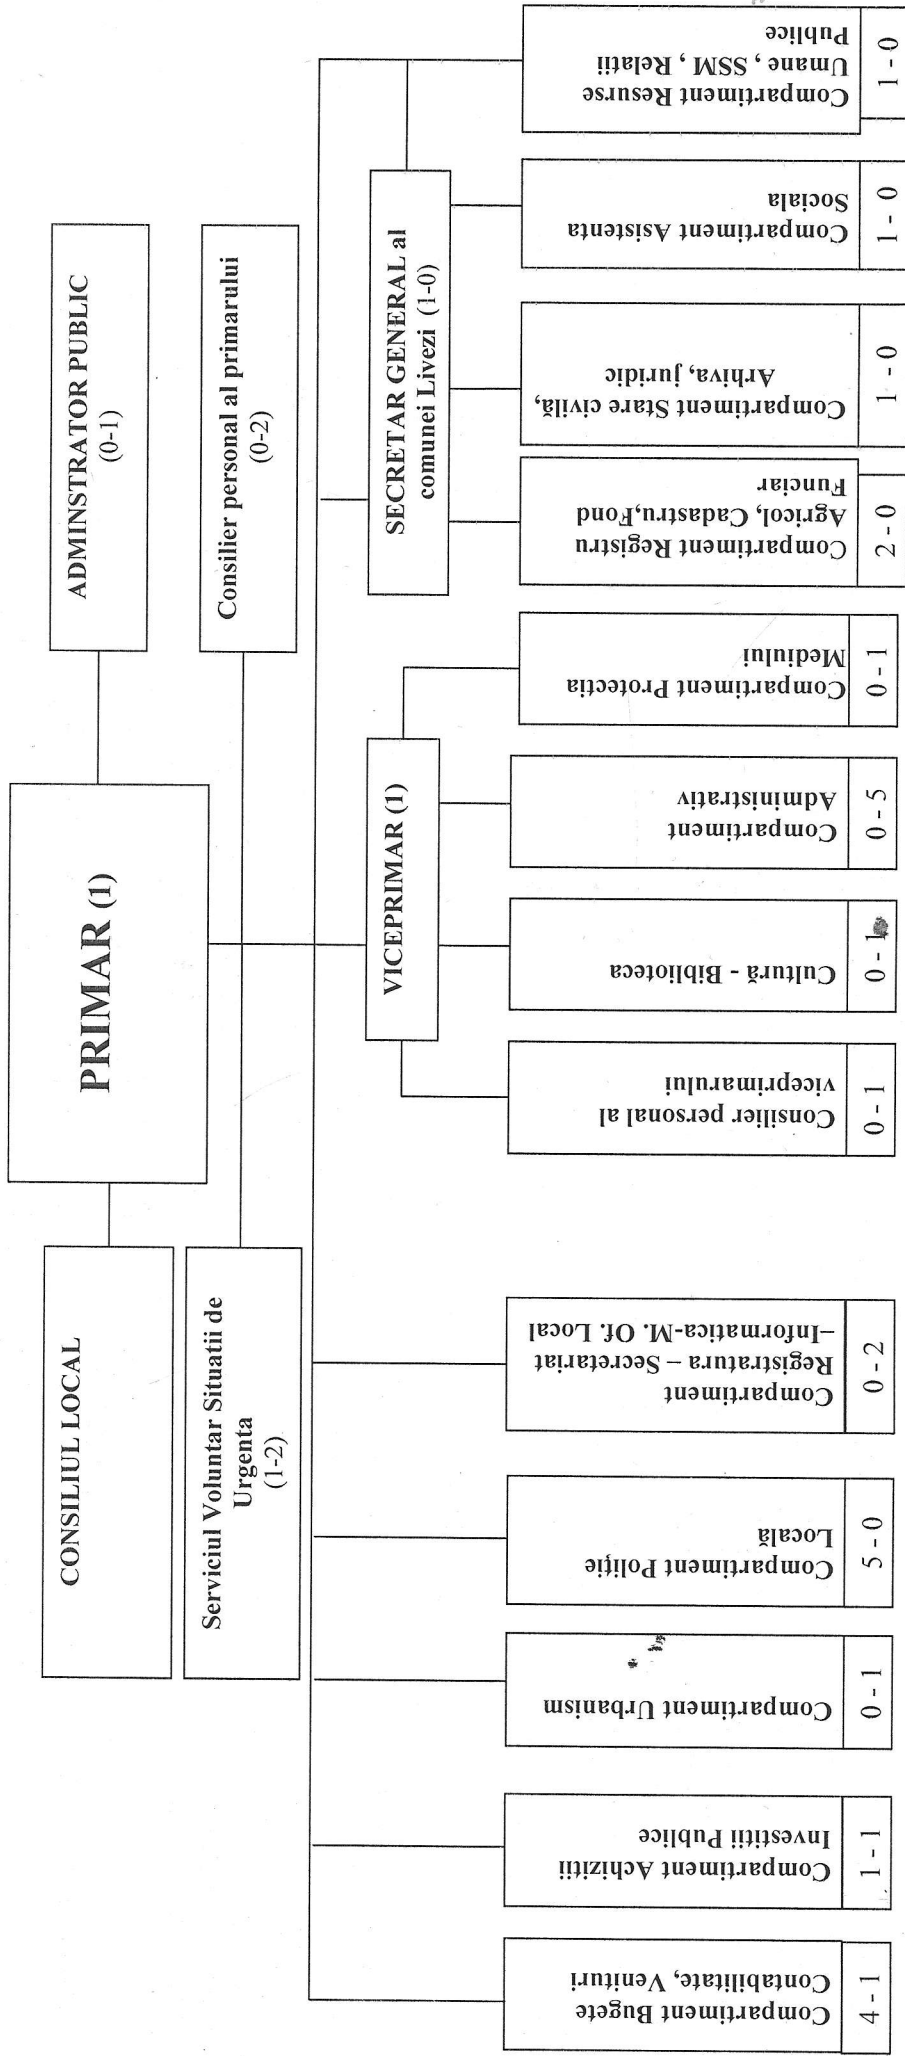 PRIMAR (1)
CONSILIUL LOCAL
ADMINSTRATOR PUBLIC
(0-1)
Serviciul Voluntar Situatii de
Urgenta
(1-2)
Consilier personal al primarului
(0-2)
VICEPRIMAR (1)
SECRETAR GENERAL al
comunei Livezi (1-0)
Compartiment Bugete
Contabilitate, Venituri
4 - 1
Compartiment Achizitii
Investitii Publice
1 - 1
Compartiment Urbanism
0 - 1
Compartiment Poliţie
Locală
5 - 0
Compartiment
Registratura – Secretariat
–Informatica-M. Of. Local
0 - 2
Consilier personal al
viceprimarului
0 - 1
Cultură - Biblioteca
0 - 1
Compartiment
Administrativ
0 - 5
Compartiment Protectia
Mediului
0 - 1
Compartiment Registru
Agricol, Cadastru,Fond
Funciar
2 - 0
Compartiment Stare civilă,
Arhiva, juridic
1 - 0
Compartiment Asistenta
Sociala
1 - 0
Compartiment Resurse
Umane , SSM , Relatii
Publice
1 - 0